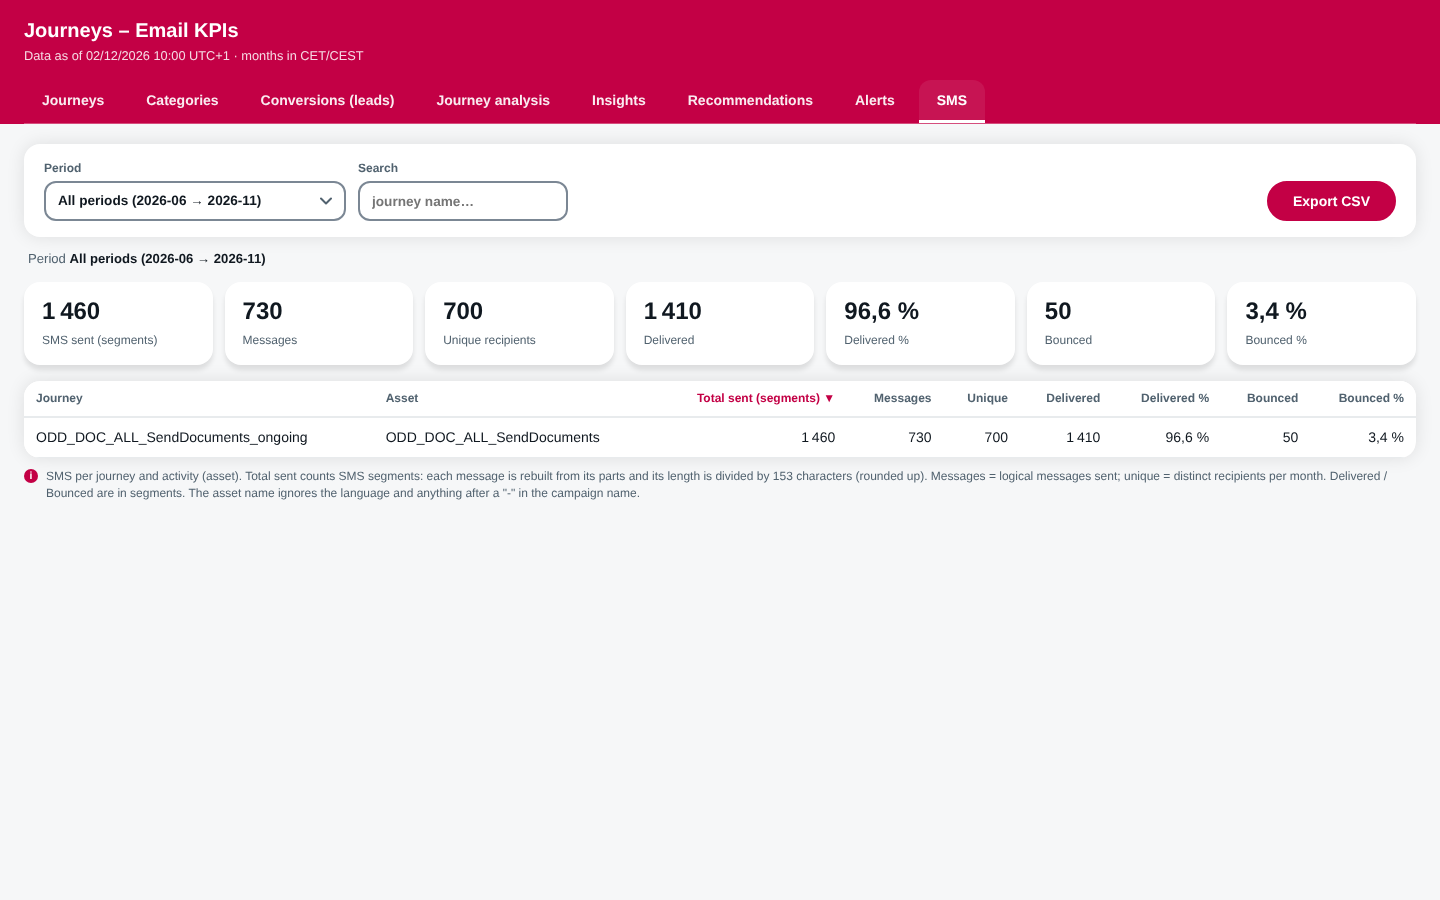 Journeys – Email KPIs
Data as of 02/12/2026 10:00 UTC+1 · months in CET/CEST
Journeys Categories Conversions (leads) Journey analysis Insights Recommendations Alerts SMS
Period Search
All periods (2026-06 → 2026-11) journey name… Export CSV
Period All periods (2026-06 → 2026-11)
1 460 730 700 1 410 96,6 % 50 3,4 %
SMS sent (segments) Messages Unique recipients Delivered Delivered % Bounced Bounced %
Journey Asset Total sent (segments) ▼ Messages Unique Delivered Delivered % Bounced Bounced %
ODD_DOC_ALL_SendDocuments_ongoing ODD_DOC_ALL_SendDocuments 1 460 730 700 1 410 96,6 % 50 3,4 %
i SMS per journey and activity (asset). Total sent counts SMS segments: each message is rebuilt from its parts and its length is divided by 153 characters (rounded up). Messages = logical messages sent; unique = distinct recipients per month. Delivered /
Bounced are in segments. The asset name ignores the language and anything after a "-" in the campaign name.